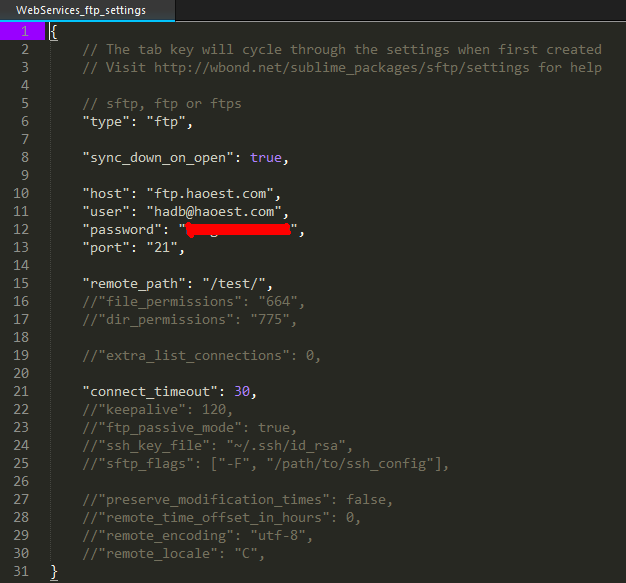 WebServices_ftp_settings
1 {
2 // The tab key will cycle through the settings when first created
3 // Visit http://wbond.net/sublime_packages/sftp/settings for help
4
5 // sftp, ftp or ftps
6 "type": "ftp",
7
8 "sync_down_on_open": true,
9
10 "host": "ftp.haoest.com",
11 "user": "hadb@haoest.com",
12 "password": "",
13 "port": "21",
14
15 "remote_path": "/test/",
16 //"file_permissions": "664",
17 //"dir_permissions": "775",
18
19 //"extra_list_connections": 0,
20
21 "connect_timeout": 30,
22 //"keepalive": 120,
23 //"ftp_passive_mode": true,
24 //"ssh_key_file": "~/.ssh/id_rsa",
25 //"sftp_flags": ["-F", "/path/to/ssh_config"],
26
27 //"preserve_modification_times": false,
28 //"remote_time_offset_in_hours": 0,
29 //"remote_encoding": "utf-8",
30 //"remote_locale": "C",
31 }